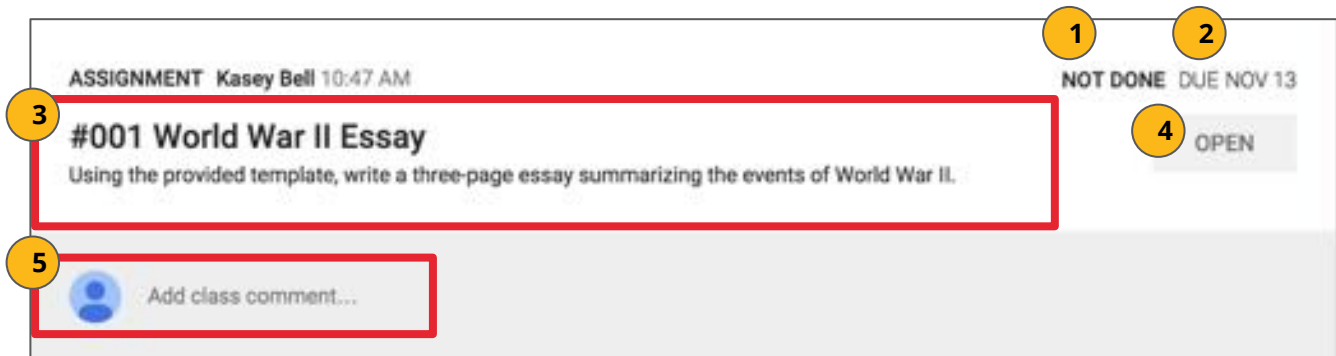 1 2
ASSIGNMENT Kasey Bell 10:47 AM NOT DONE DUE NOV 13
3
#001 World War II Essay
4 OPEN
Using the provided template, write a three-page essay summarizing the events of World War II.
5
Add class comment...